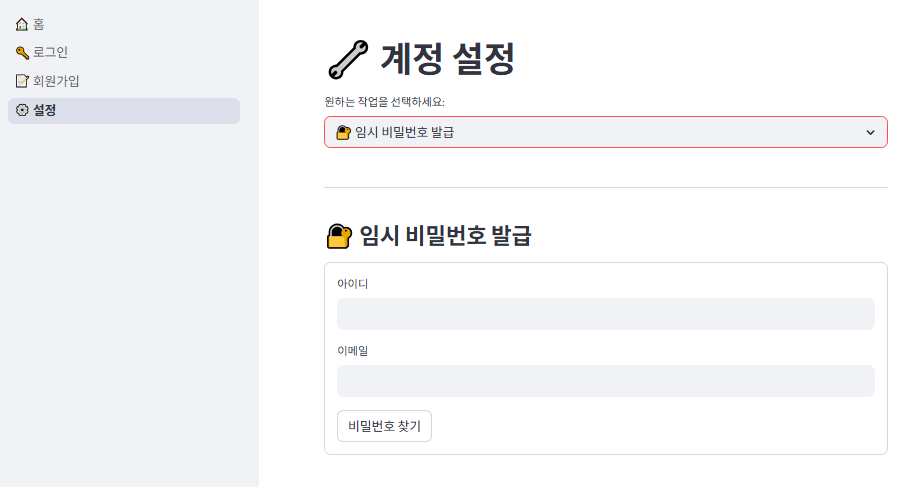 홈
로그인
회원가입
설정
계정 설정
원하는 작업을 선택하세요:
임시 비밀번호 발급
임시 비밀번호 발급
아이디
이메일
비밀번호 찾기